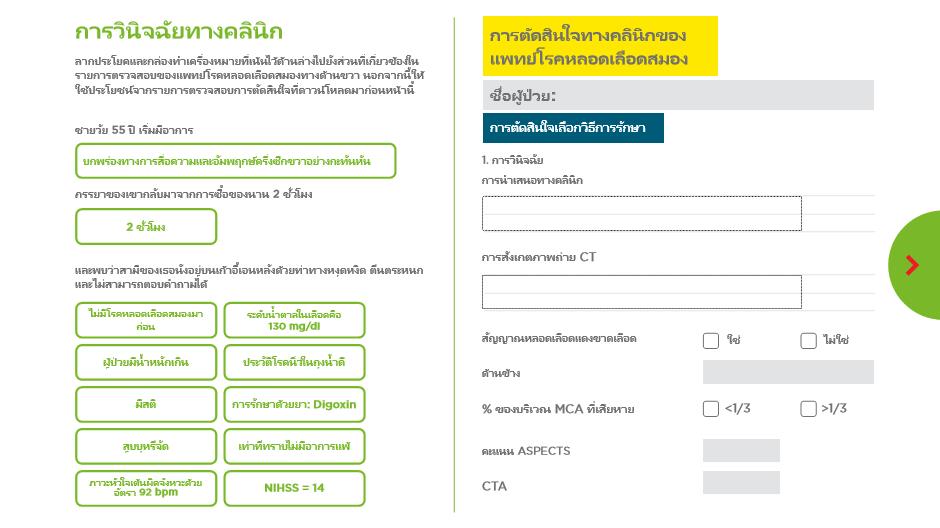 การวินิจฉัยทางคลินิก
ลากประโยคและกล่องทำเครื่องหมายที่เน้นไว้ด้านล่างไปยังส่วนที่เกี่ยวข้องใน
รายการตรวจสอบของแพทย์โรคหลอดเลือดสมองทางด้านขวา นอกจากนี้ให้
ใช้ประโยชน์จากรายการตรวจสอบการตัดสินใจที่ดาวน์โหลดมาก่อนหน้านี้
ชายวัย 55 ปี เริ่มมีอาการ
บกพร่องทางการสื่อความและอัมพฤกษ์ครึ่งซีกขวาอย่างกะทันหัน
ภรรยาของเขากลับมาจากการซื้อของนาน 2 ชั่วโมง
2 ชั่วโมง
และพบว่าสามีของเธอนั่งอยู่บนเก้าอี้เอนหลังด้วยท่าทางหงุดหงิด ตื่นตระหนก
และไม่สามารถตอบคำถามได้
ไม่มีโรคหลอดเลือดสมองมา
ก่อน
ระดับน้ำตาลในเลือดคือ
130 mg/dl
ผู้ป่วยมีน้ำหนักเกิน
ประวัติโรคนิ่วในถุงน้ำดี
มีสติ
การรักษาด้วยยา: Digoxin
สูบบุหรี่จัด
เท่าที่ทราบไม่มีอาการแพ้
ภาวะหัวใจเต้นผิดจังหวะด้วย
อัตรา 92 bpm
NIHSS = 14
การตัดสินใจทางคลินิกของ
แพทย์โรคหลอดเลือดสมอง
ชื่อผู้ป่วย:
การตัดสินใจเลือกวิธีการรักษา
1. การวินิจฉัย
การนำเสนอทางคลินิก
การสังเกตภาพถ่าย CT
สัญญาณหลอดเลือดแดงขาดเลือด
ใช่
ไม่ใช่
ด้านข้าง
% ของบริเวณ MCA ที่เสียหาย
<1/3
>1/3
คะแนน ASPECTS
CTA